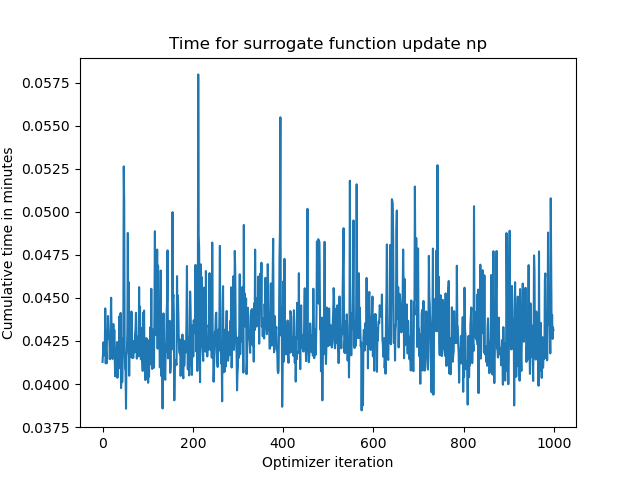 Time for surrogate function update np
Cumulative time in minutes
0.0575
0.0550
0.0525
0.0500
0.0475
0.0450
0.0425
0.0400
0.0375
0 200 400 600 800 1000
Optimizer iteration